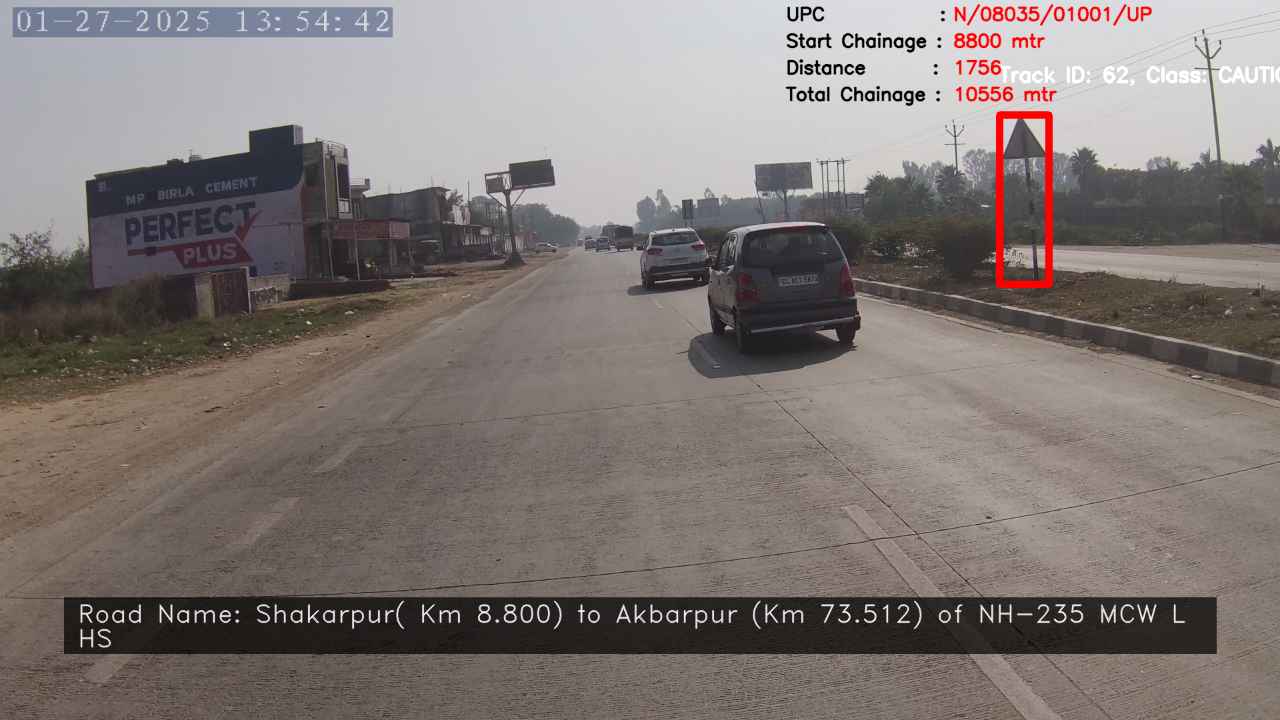 01-27-2025 13:54:42
UPC : N/08035/01001/UP
Start Chainage : 8800 mtr
Distance : 1756
Track ID: 62, Class: CAUTIO
Total Chainage : 10556 mtr
MP BIRLA CEMENT
PERFECT
PLUS
Road Name: Shakarpur( Km 8.800) to Akbarpur (Km 73.512) of NH-235 MCW L
HS